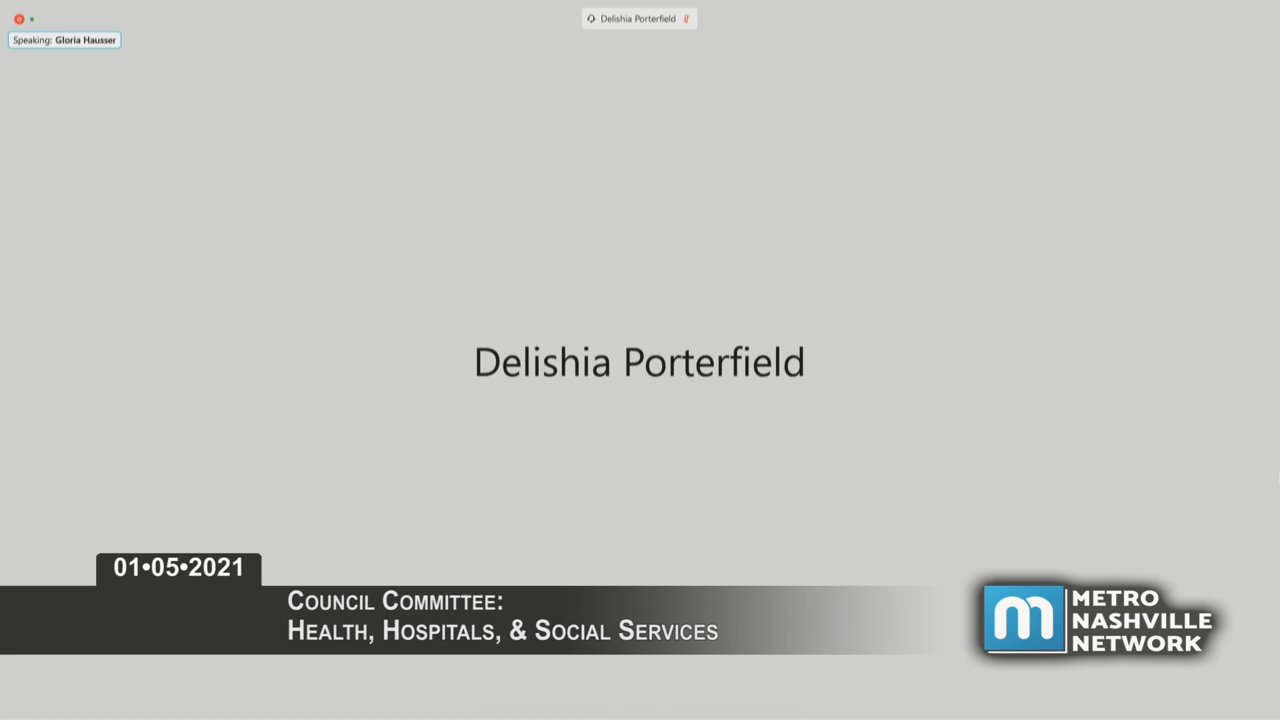 Delishia Porterfield
Speaking: Gloria Hausser
Delishia Porterfield
01•05•2021
COUNCIL COMMITTEE:
HEALTH, HOSPITALS, & SOCIAL SERVICES
m
METRO
NASHVILLE
NETWORK